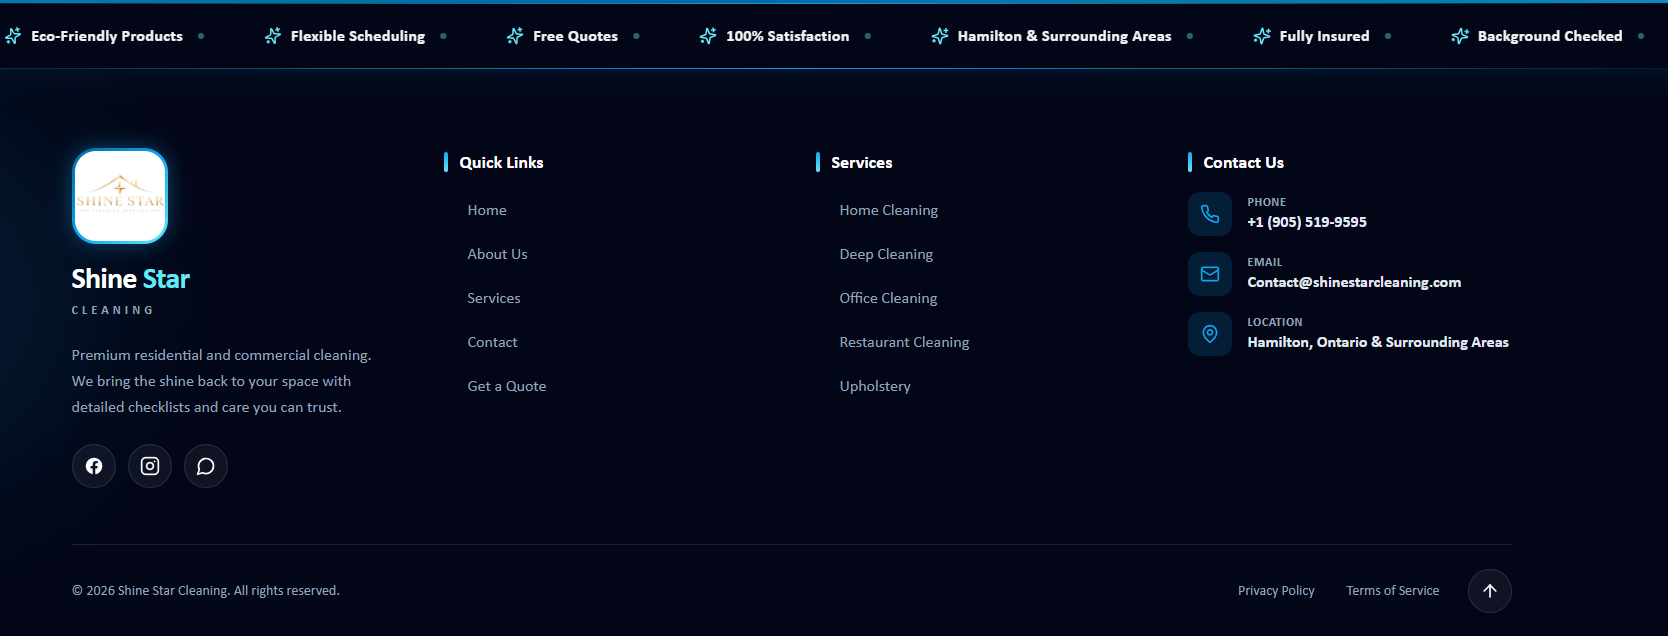 Eco-Friendly Products
Flexible Scheduling
Free Quotes
100% Satisfaction
Hamilton & Surrounding Areas
Fully Insured
Background Checked
SHINE STAR
Shine Star
CLEANING
Premium residential and commercial cleaning.
We bring the shine back to your space with
detailed checklists and care you can trust.
Quick Links
Home
About Us
Services
Contact
Get a Quote
Services
Home Cleaning
Deep Cleaning
Office Cleaning
Restaurant Cleaning
Upholstery
Contact Us
PHONE
+1 (905) 519-9595
EMAIL
Contact@shinestarcleaning.com
LOCATION
Hamilton, Ontario & Surrounding Areas
© 2026 Shine Star Cleaning. All rights reserved.
Privacy Policy
Terms of Service